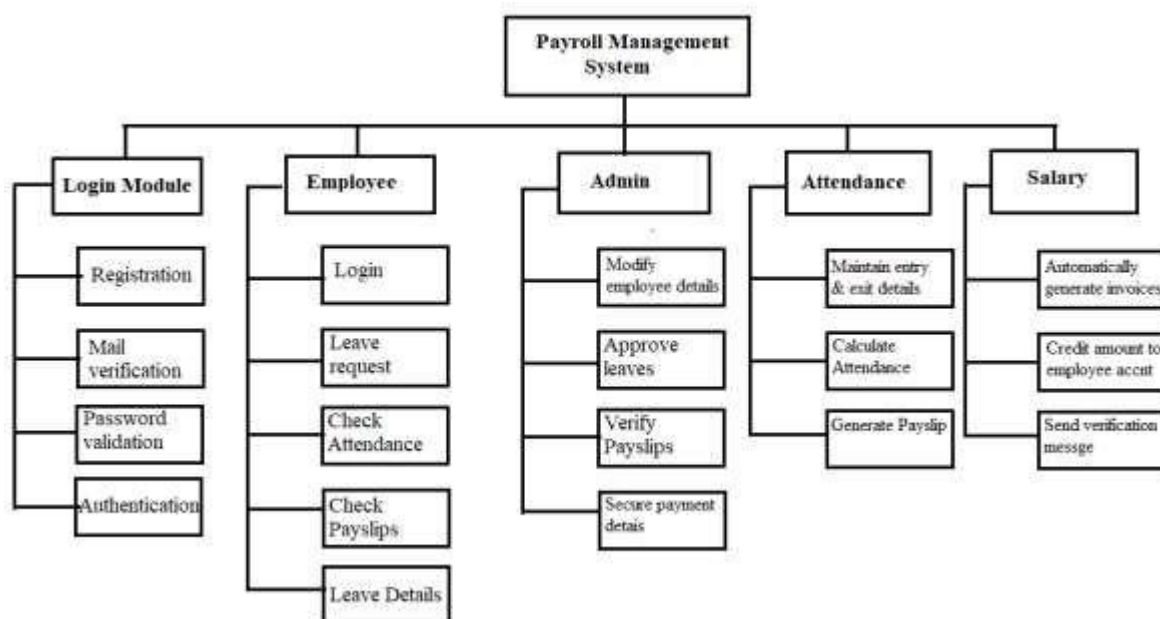 Payroll Management
System
Login Module
Registration
Mail
verification
Password
validation
Authentication
Employee
Login
Leave
request
Check
Attendance
Check
Payslips
Leave Details
Admin
Modify
employee details
Approve
leaves
Verify
Payslips
Secure payment
detais
Attendance
Maintain entry
& exit details
Calculate
Attendance
Generate Payslip
Salary
Automatically
generate invoices
Credit amount to
employee accnt
Send verification
messge